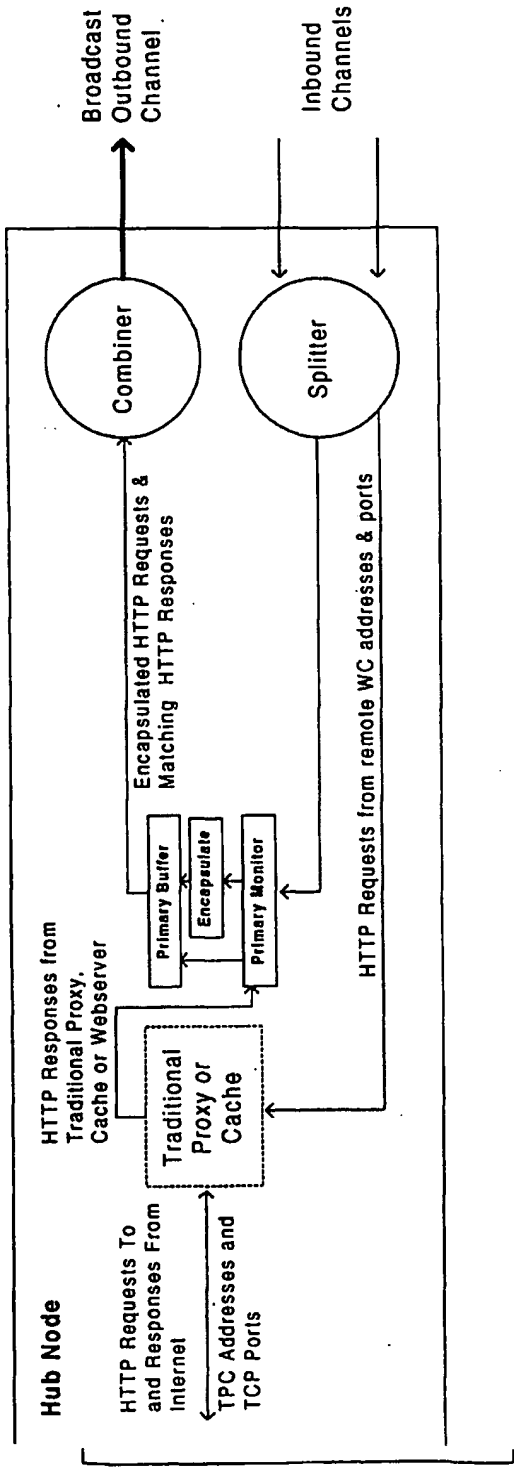 Hub Node
HTTP Requests To
and Responses From
Internet
TPC Addresses and
TCP Ports
HTTP Responses from
Traditional Proxy,
Cache or Webserver
Traditional
Proxy or
Cache
Primary Buffer
Encapsulate
Primary Monitor
Encapsulated HTTP Requests &
Matching HTTP Responses
HTTP Requests from remote WC addresses & ports
Combiner
Splitter
Broadcast
Outbound
Channel
Inbound
Channels